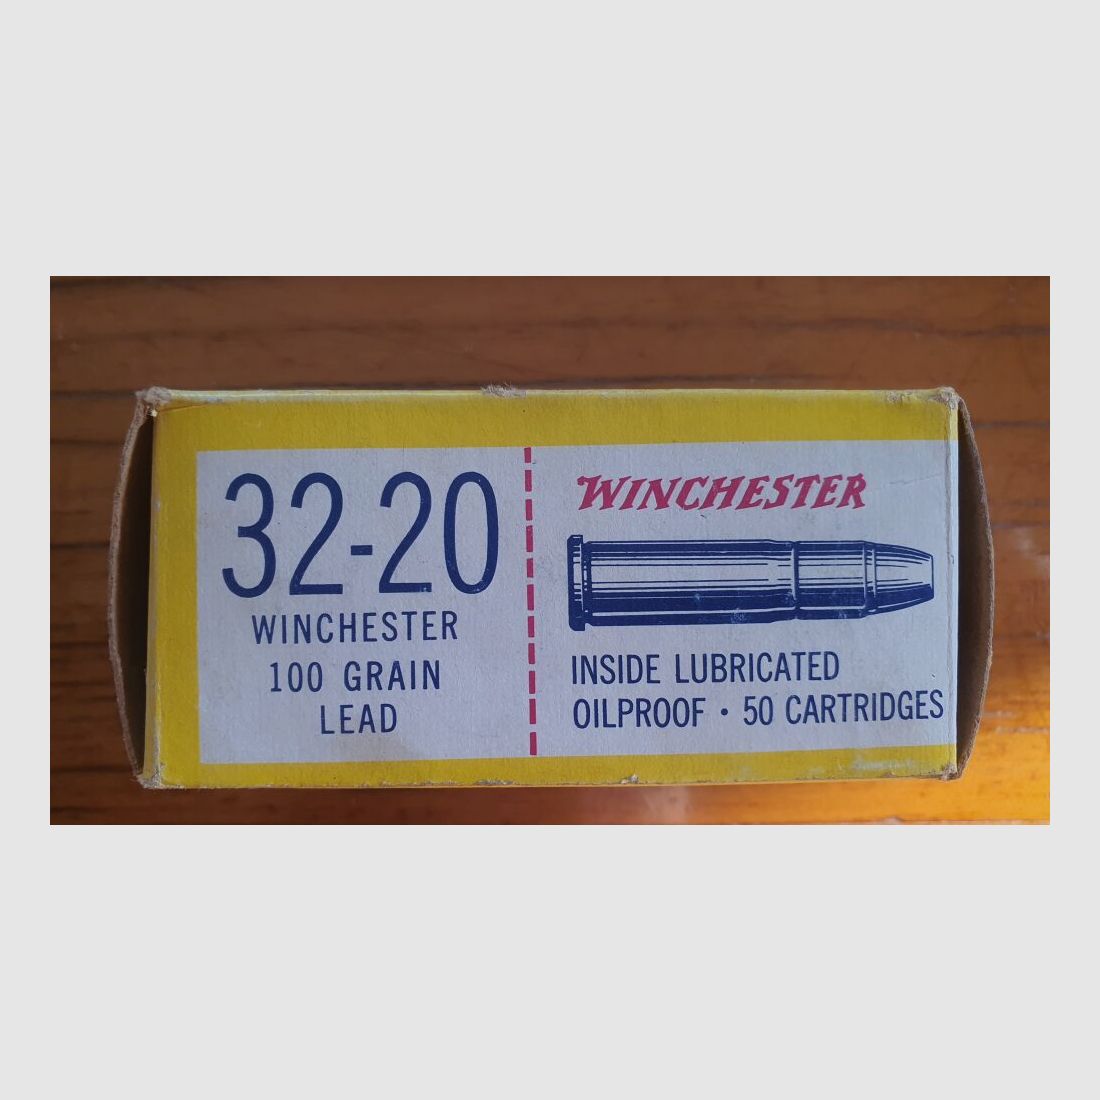 32-20
WINCHESTER
100 GRAIN
LEAD
WINCHESTER
INSIDE LUBRICATED
OILPROOF · 50 CARTRIDGES